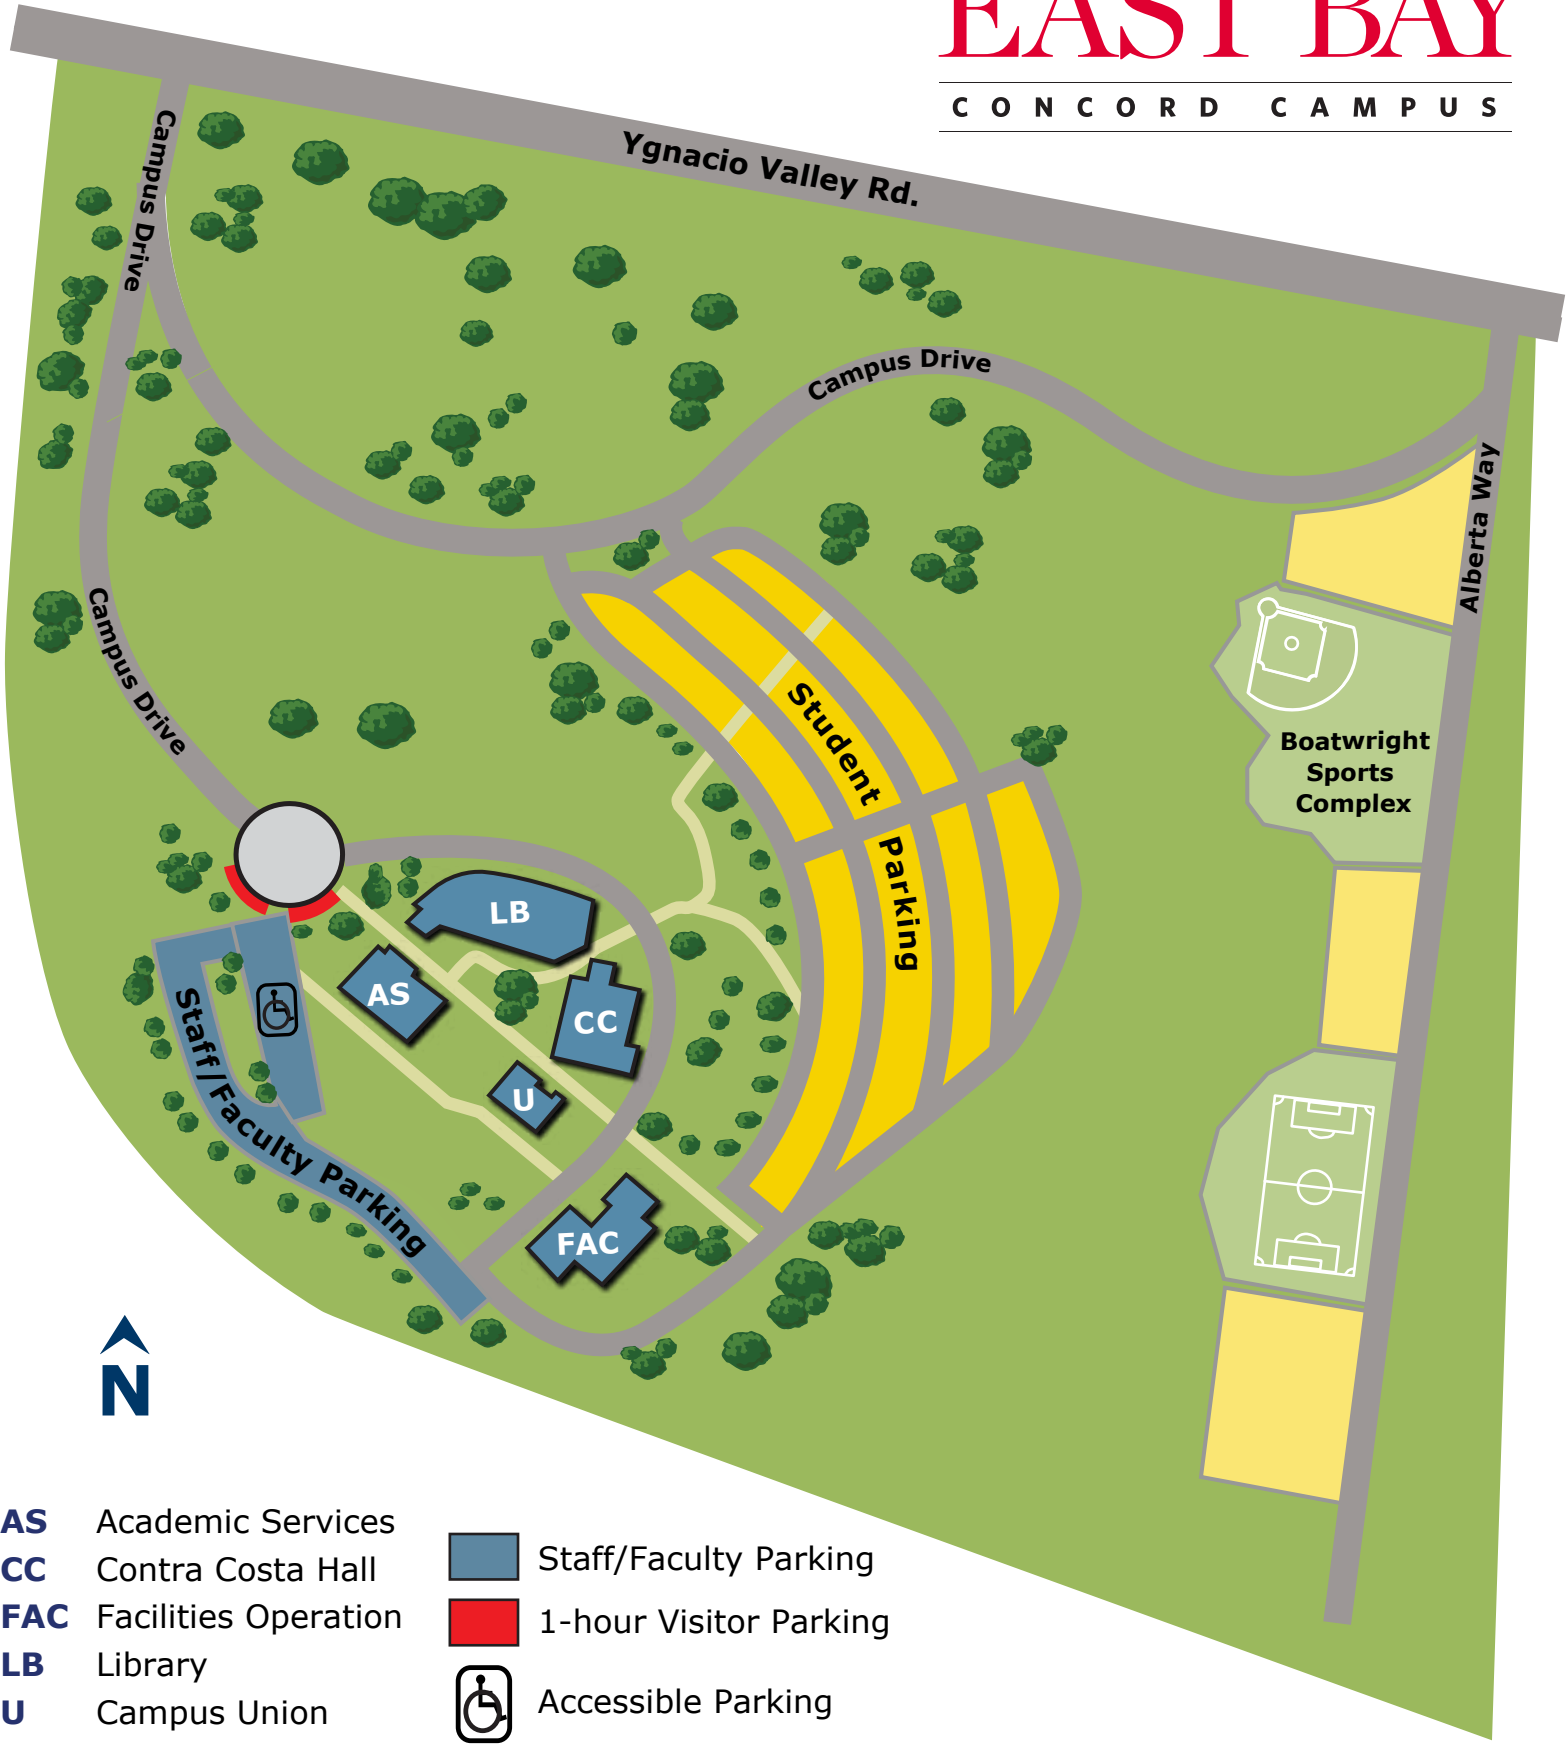 EAST BAY
CONCORD CAMPUS
Ygnacio Valley Rd.
Campus Drive
Campus Drive
Alberta Way
Campus Drive
Student
Parking
Boatwright
Sports
Complex
LB
AS
CC
U
FAC
Staff/Faculty Parking
N
AS Academic Services
CC Contra Costa Hall
FAC Facilities Operation
LB Library
U Campus Union
Staff/Faculty Parking
1-hour Visitor Parking
Accessible Parking